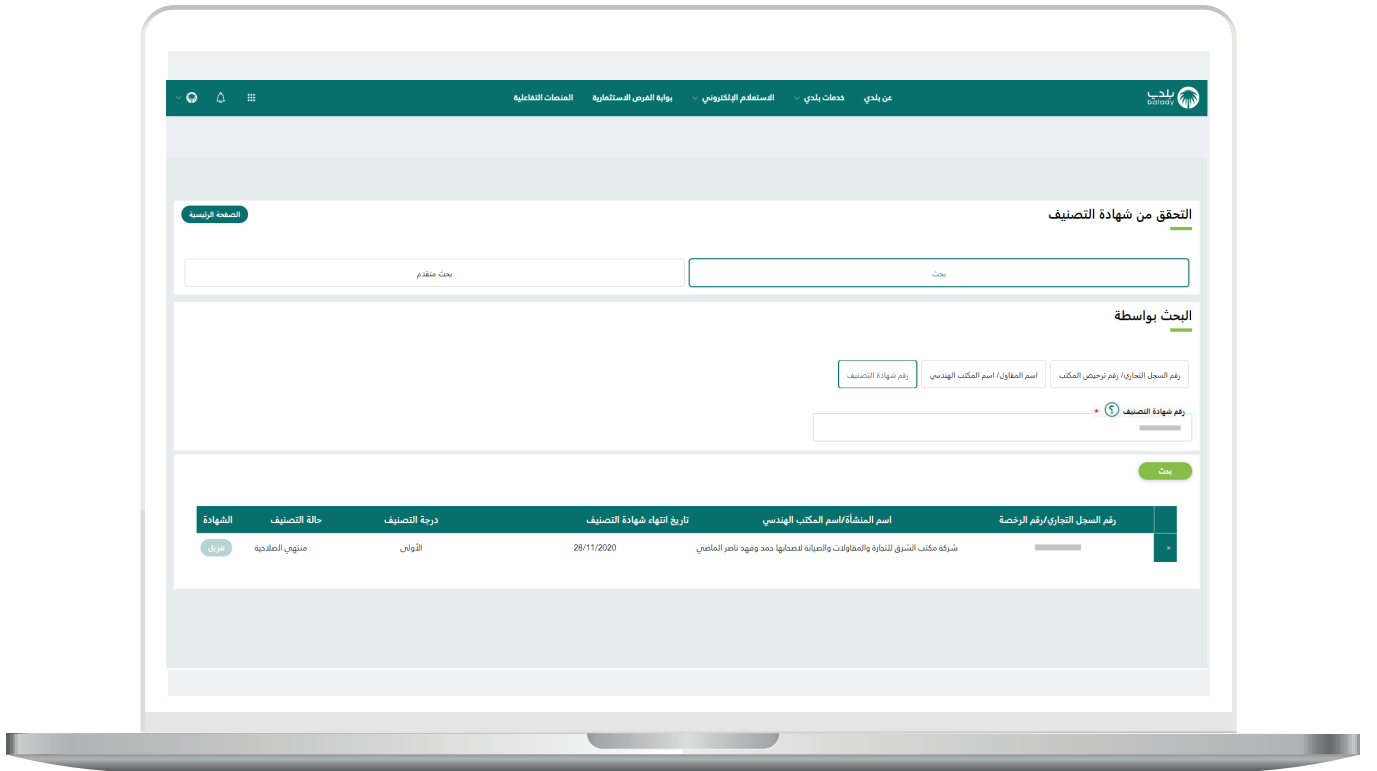 بلدي
balady
عن بلدي خدمات بلدي الاستعلام الإلكتروني بوابة الفرص الاستثمارية المنصات التفاعلية
التحقق من شهادة التصنيف
الصفحة الرئيسية
بحث بحث متقدم
البحث بواسطة
رقم السجل التجاري/ رقم ترخيص المكتب اسم المقاول/ اسم المكتب الهندسي رقم شهادة التصنيف
رقم شهادة التصنيف ؟ *
بحث
رقم السجل التجاري/رقم الرخصة اسم المنشأة/اسم المكتب الهندسي تاريخ انتهاء شهادة التصنيف درجة التصنيف حالة التصنيف الشهادة
شركة مكتب الشرق للتجارة والمقاولات والصيانة لاصحابها حمد وفهد ناصر الماضي 28/11/2020 الأولى منتهي الصلاحية تنزيل